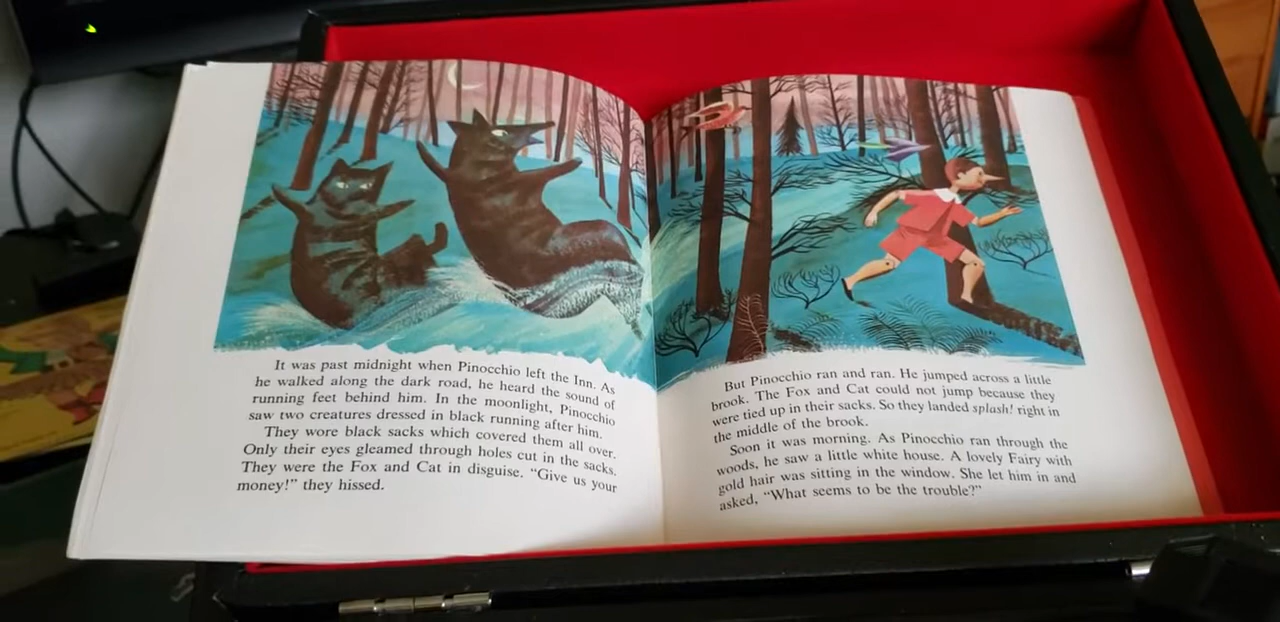 It was past midnight when Pinocchio left the Inn. As
he walked along the dark road, he heard the sound of
running feet behind him. In the moonlight, Pinocchio
saw two creatures dressed in black running after him.
They wore black sacks which covered them all over.
Only their eyes gleamed through holes cut in the sacks.
They were the Fox and Cat in disguise. “Give us your
money!” they hissed.
But Pinocchio ran and ran. He jumped across a little
brook. The Fox and Cat could not jump because they
were tied up in their sacks. So they landed splash! right in
the middle of the brook.
Soon it was morning. As Pinocchio ran through the
woods, he saw a little white house. A lovely Fairy with
gold hair was sitting in the window. She let him in and
asked, “What seems to be the trouble?”